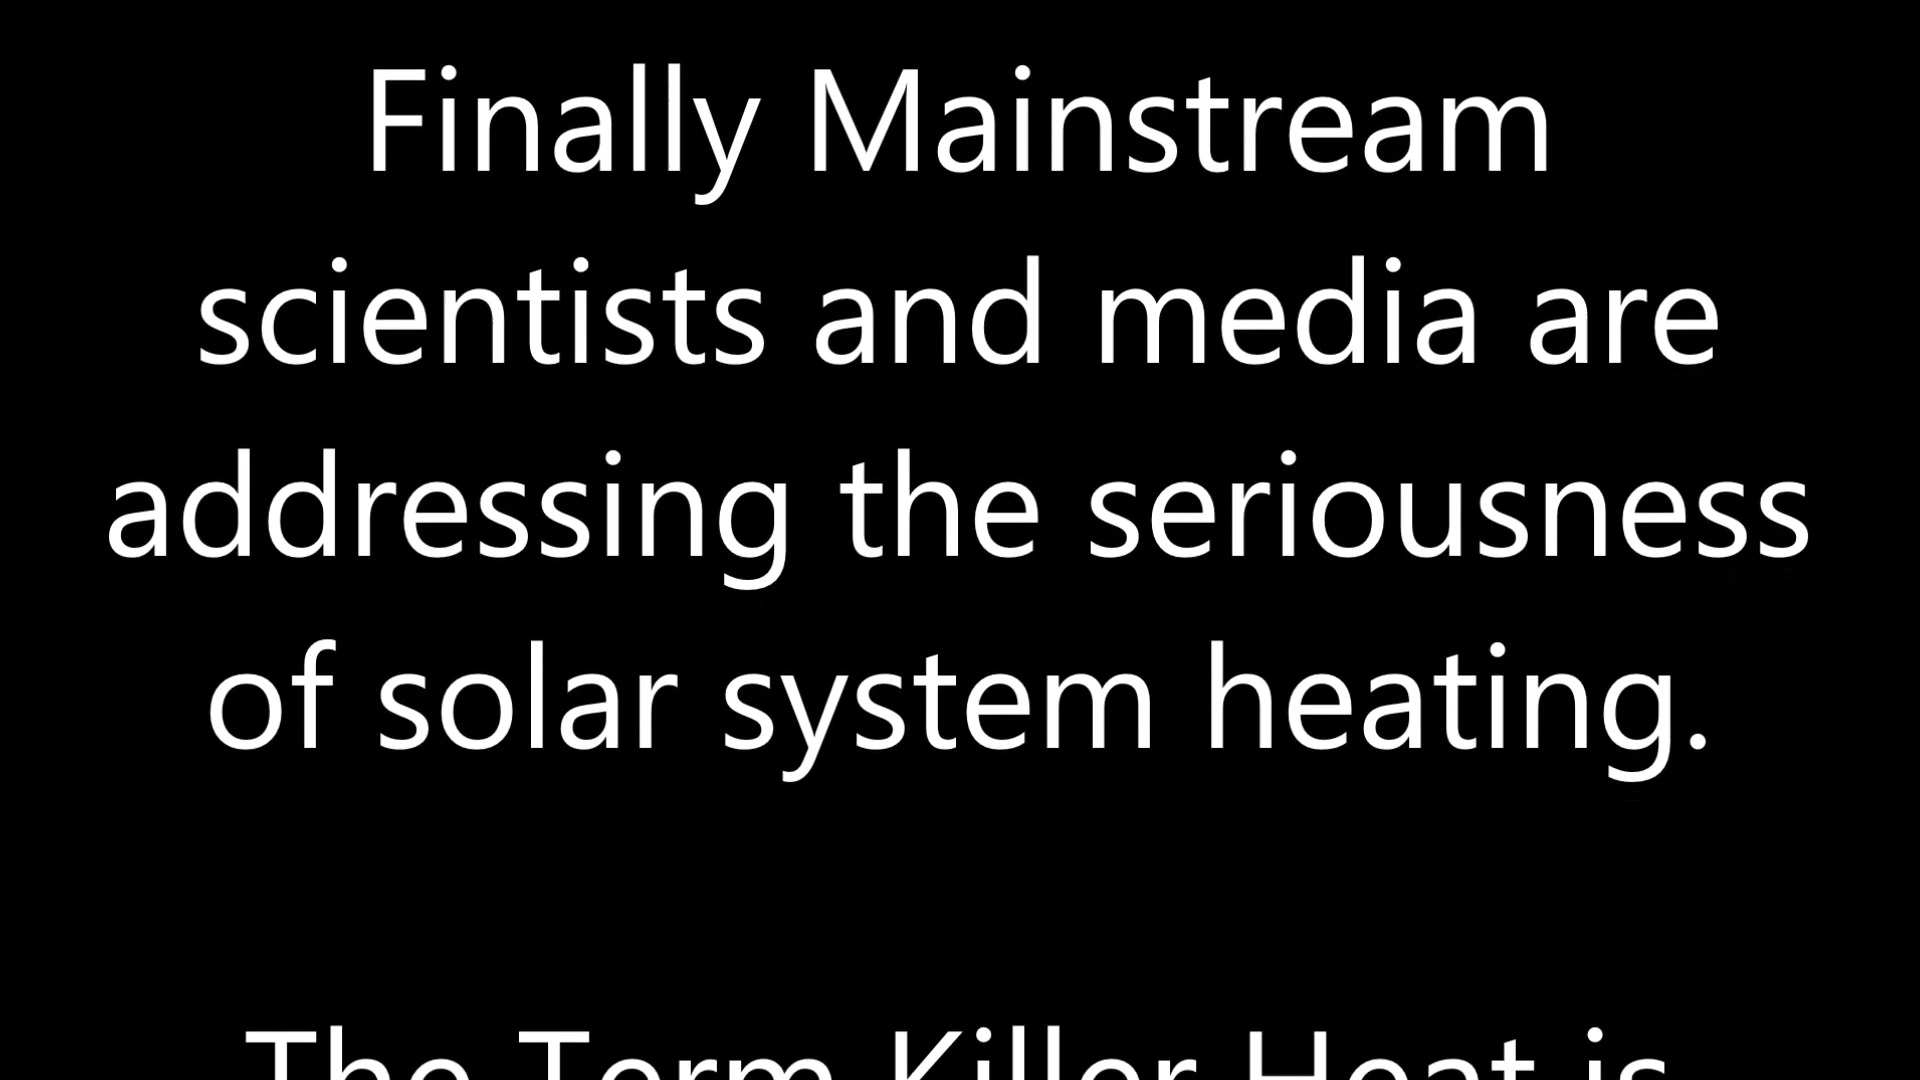 Finally Mainstream
scientists and media are
addressing the seriousness
of solar system heating.
The Term Killer Heat is